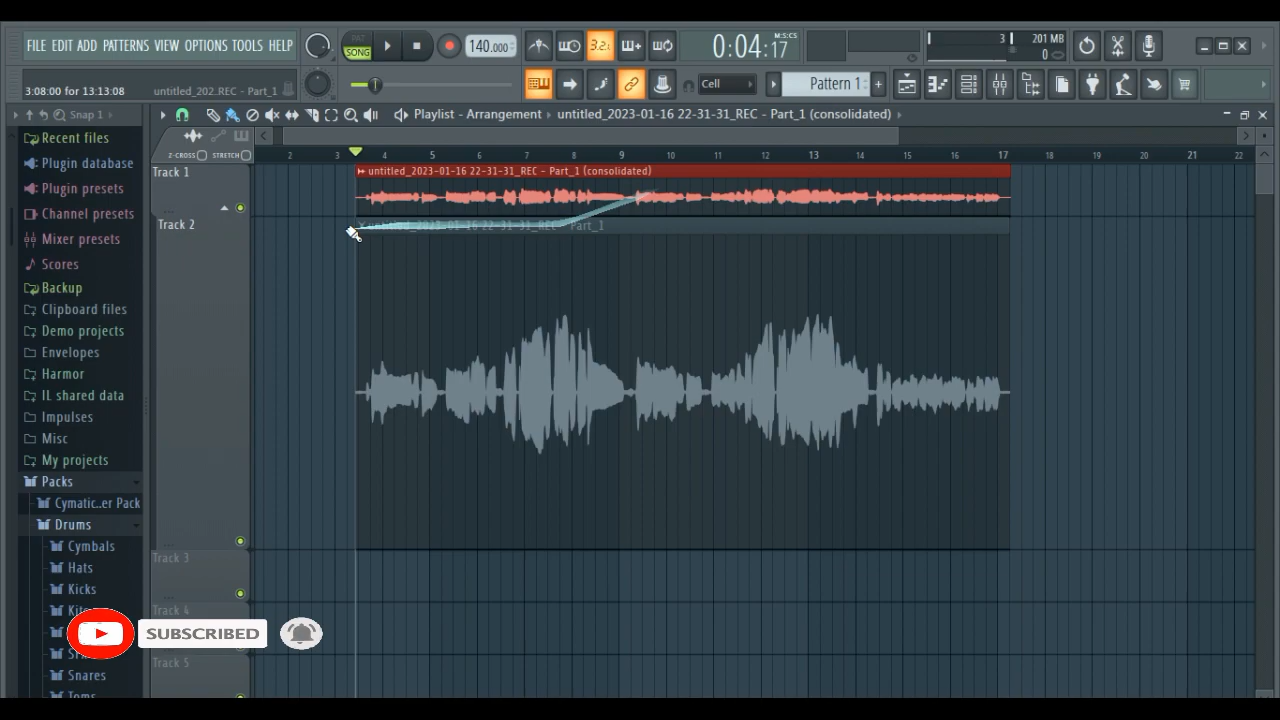 FILE EDIT ADD PATTERNS VIEW OPTIONS TOOLS HELP
PAT
SONG
140.000
3.2.
0:04:17
M:S:CS
3
201 MB
0
3:08:00 for 13:13:08
untitled_202.REC - Part_1
Cell
Pattern 1
Snap 1
Playlist - Arrangement
untitled_2023-01-16 22-31-31_REC - Part_1 (consolidated)
Z-CROSS
STRETCH
2 3 4 5 6 7 8 9 10 11 12 13 14 15 16 17 18 19 20 21 22
Recent files
Plugin database
Plugin presets
Channel presets
Mixer presets
Scores
Backup
Clipboard files
Demo projects
Envelopes
Harmor
IL shared data
Impulses
Misc
My projects
Packs
Cymatic..er Pack
Drums
Cymbals
Hats
Kicks
Snares
Track 1
untitled_2023-01-16 22-31-31_REC - Part_1 (consolidated)
Track 2
untitled_2023-01-16 22-31-31_REC - Part_1
Track 3
Track 4
Track 5
SUBSCRIBED